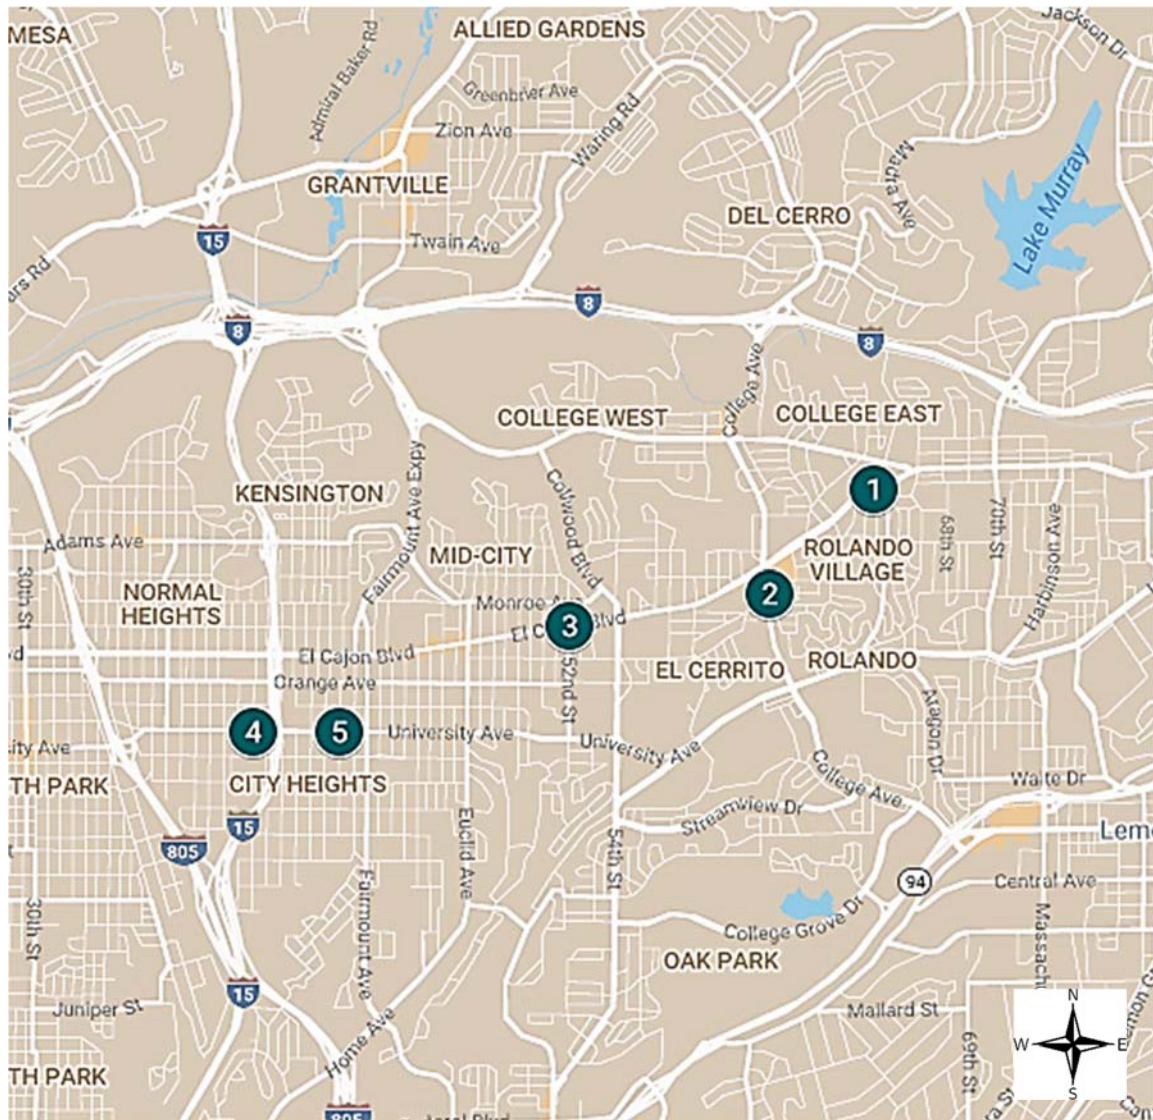 MESA
ALLIED GARDENS
Jackson Dr
Admiral Baker Rd
Greenbrier Ave
Zion Ave
Waring Rd
Madra Ave
GRANTVILLE
Lake Murray
DEL CERRO
15
Twain Ave
Rd
8
8
8
College Ave
COLLEGE WEST
COLLEGE EAST
1
KENSINGTON
Fairmount Ave Expy
Collwood Blvd
68th St
70th St
Harbinson Ave
Adams Ave
MID-CITY
ROLANDO
VILLAGE
30th St
NORMAL
HEIGHTS
Monroe
2
3
El Cajon Blvd
Blvd
EL CERRITO
ROLANDO
Orange Ave
52nd St
Aragon Dr
4
5
University Ave
University Ave
Ave
CITY HEIGHTS
TH PARK
College Ave
Waite Dr
Streamview Dr
15
805
Euclid Ave
54th St
94
Central Ave
30th St
Fairmount Ave
College Grove Dr
OAK PARK
15
Juniper St
Home Ave
Mallard St
69th St
TH PARK
805
N
W
E
S